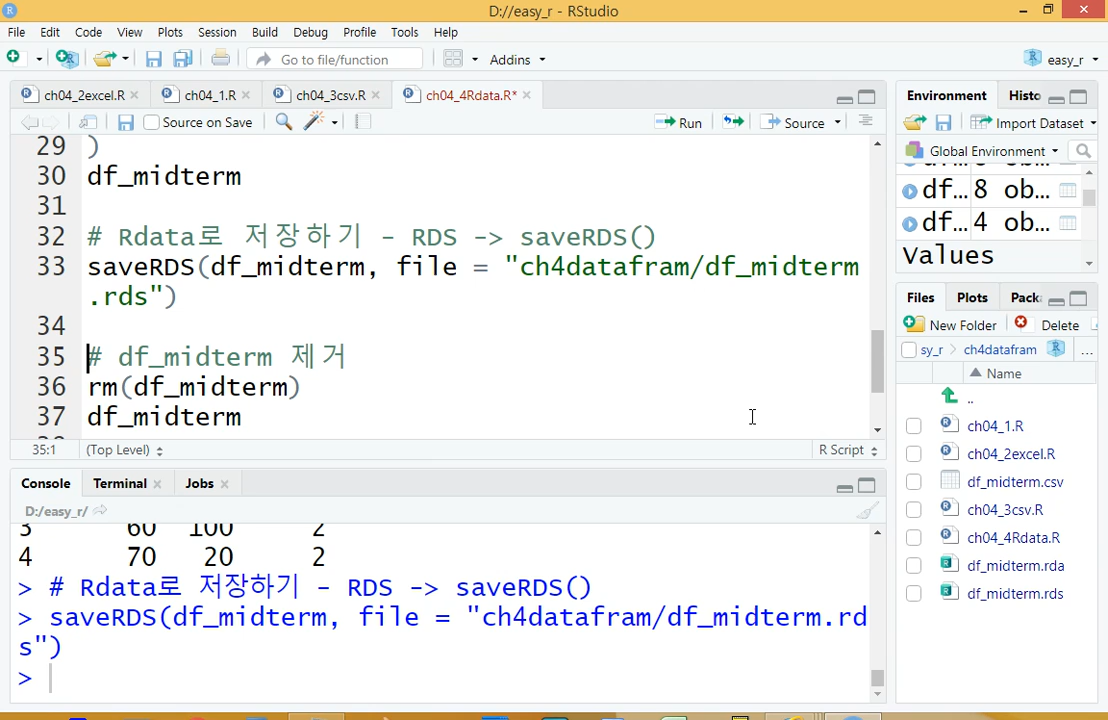 D://easy_r - RStudio
File Edit Code View Plots Session Build Debug Profile Tools Help
Go to file/function Addins easy_r
ch04_2excel.R ch04_1.R ch04_3csv.R ch04_4Rdata.R*
Source on Save Run Source
29 )
30 df_midterm
31
32 # Rdata로 저장하기 - RDS -> saveRDS()
33 saveRDS(df_midterm, file = "ch4datafram/df_midterm
.rds")
34
35 # df_midterm 제거
36 rm(df_midterm)
37 df_midterm
35:1 (Top Level) R Script
Console Terminal Jobs
D:/easy_r/
3 60 100 2
4 70 20 2
> # Rdata로 저장하기 - RDS -> saveRDS()
> saveRDS(df_midterm, file = "ch4datafram/df_midterm.rd
s")
>
Environment Histo
Import Dataset
Global Environment
df... 8 ob...
df... 4 ob...
Values
Files Plots Pack
New Folder Delete
sy_r > ch4datafram ...
Name
..
ch04_1.R
ch04_2excel.R
df_midterm.csv
ch04_3csv.R
ch04_4Rdata.R
df_midterm.rda
df_midterm.rds